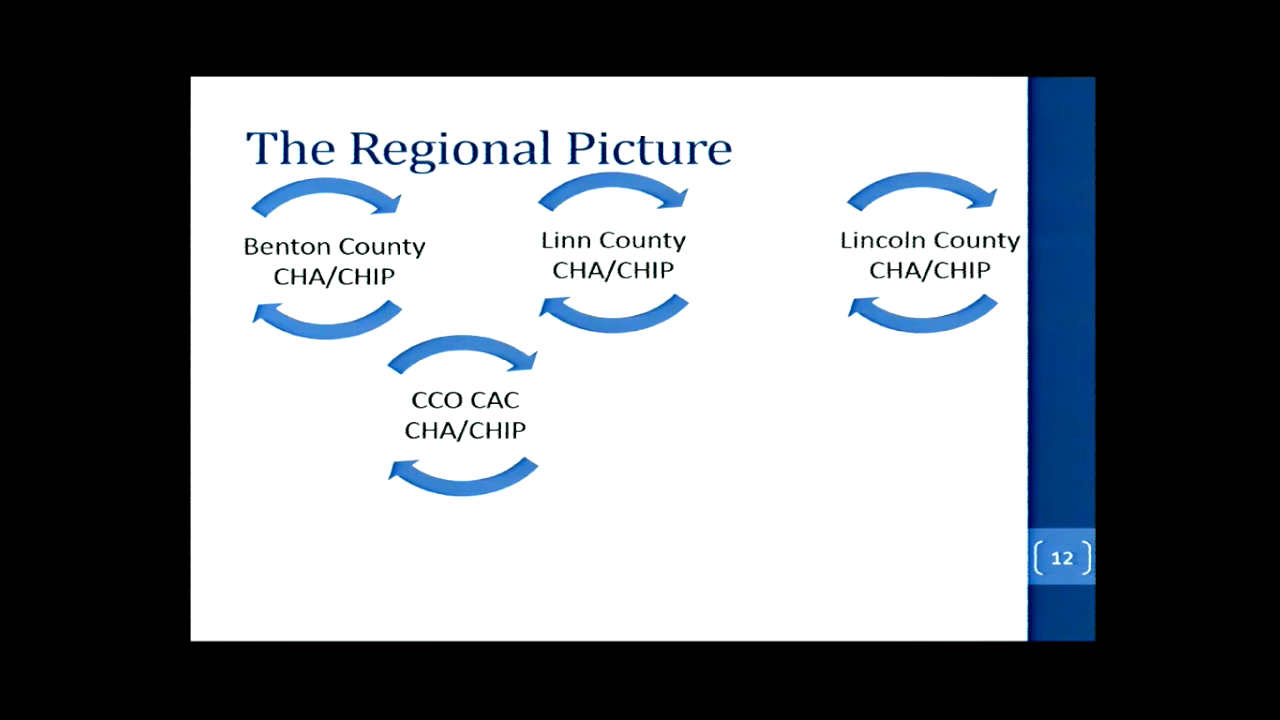 The Regional Picture
Benton County
CHA/CHIP
Linn County
CHA/CHIP
Lincoln County
CHA/CHIP
CCO CAC
CHA/CHIP
12